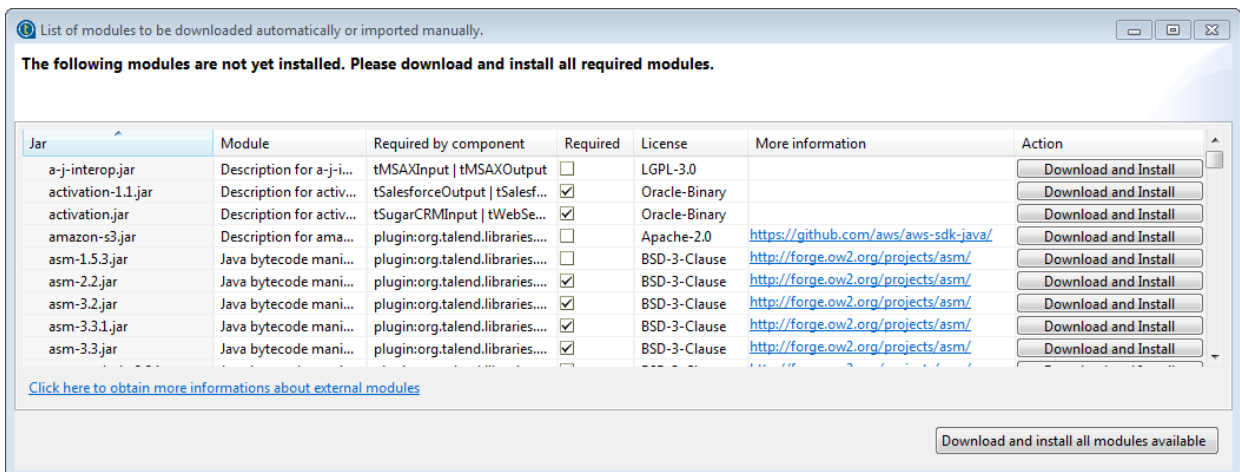 List of modules to be downloaded automatically or imported manually.
The following modules are not yet installed. Please download and install all required modules.
Jar Module Required by component Required License More information Action
a-j-interop.jar Description for a-j-i... tMSAXInput | tMSAXOutput LGPL-3.0 Download and Install
activation-1.1.jar Description for activ... tSalesforceOutput | tSalesf... Oracle-Binary Download and Install
activation.jar Description for activ... tSugarCRMInput | tWebSe... Oracle-Binary Download and Install
amazon-s3.jar Description for ama... plugin:org.talend.libraries.... Apache-2.0 https://github.com/aws/aws-sdk-java/ Download and Install
asm-1.5.3.jar Java bytecode mani... plugin:org.talend.libraries.... BSD-3-Clause http://forge.ow2.org/projects/asm/ Download and Install
asm-2.2.jar Java bytecode mani... plugin:org.talend.libraries.... BSD-3-Clause http://forge.ow2.org/projects/asm/ Download and Install
asm-3.2.jar Java bytecode mani... plugin:org.talend.libraries.... BSD-3-Clause http://forge.ow2.org/projects/asm/ Download and Install
asm-3.3.1.jar Java bytecode mani... plugin:org.talend.libraries.... BSD-3-Clause http://forge.ow2.org/projects/asm/ Download and Install
asm-3.3.jar Java bytecode mani... plugin:org.talend.libraries.... BSD-3-Clause http://forge.ow2.org/projects/asm/ Download and Install
Click here to obtain more informations about external modules
Download and install all modules available